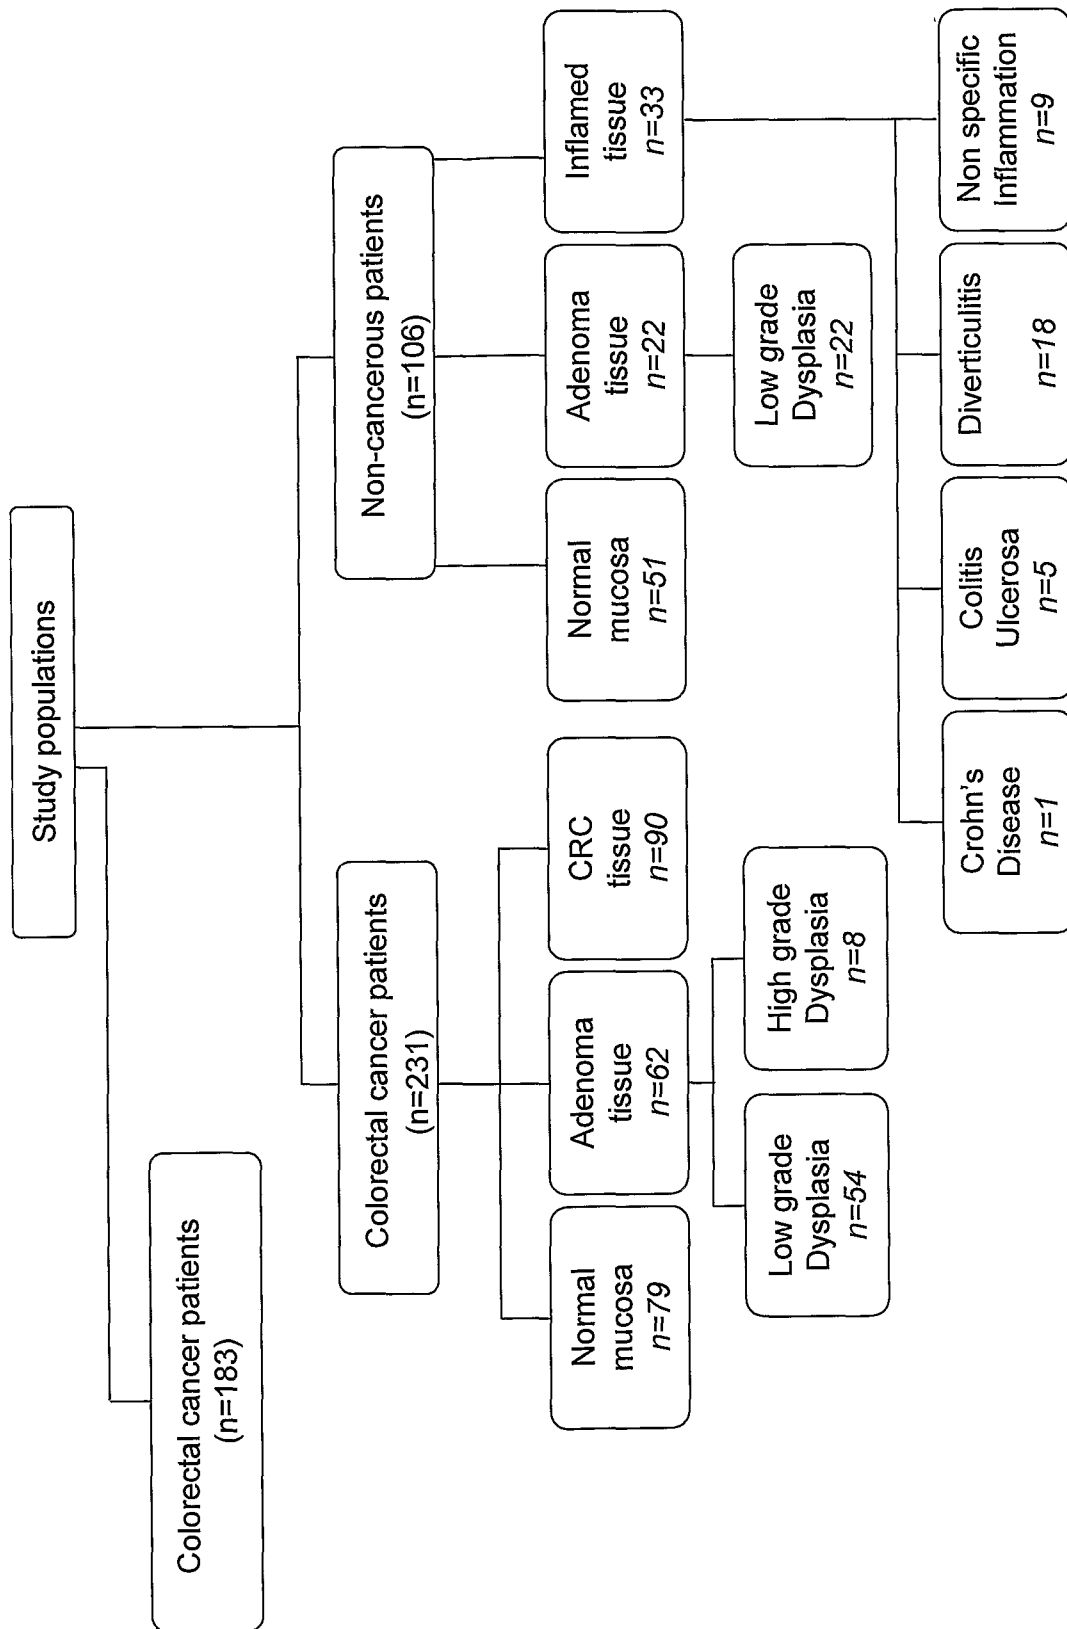 Study populations
Colorectal cancer patients
(n=183)
Colorectal cancer patients
(n=231)
Non-cancerous patients
(n=106)
Normal
mucosa
n=79
Adenoma
tissue
n=62
CRC
tissue
n=90
Normal
mucosa
n=51
Adenoma
tissue
n=22
Inflamed
tissue
n=33
Low grade
Dysplasia
n=54
High grade
Dysplasia
n=8
Low grade
Dysplasia
n=22
Crohn's
Disease
n=1
Colitis
Ulcerosa
n=5
Diverticulitis
n=18
Non specific
Inflammation
n=9